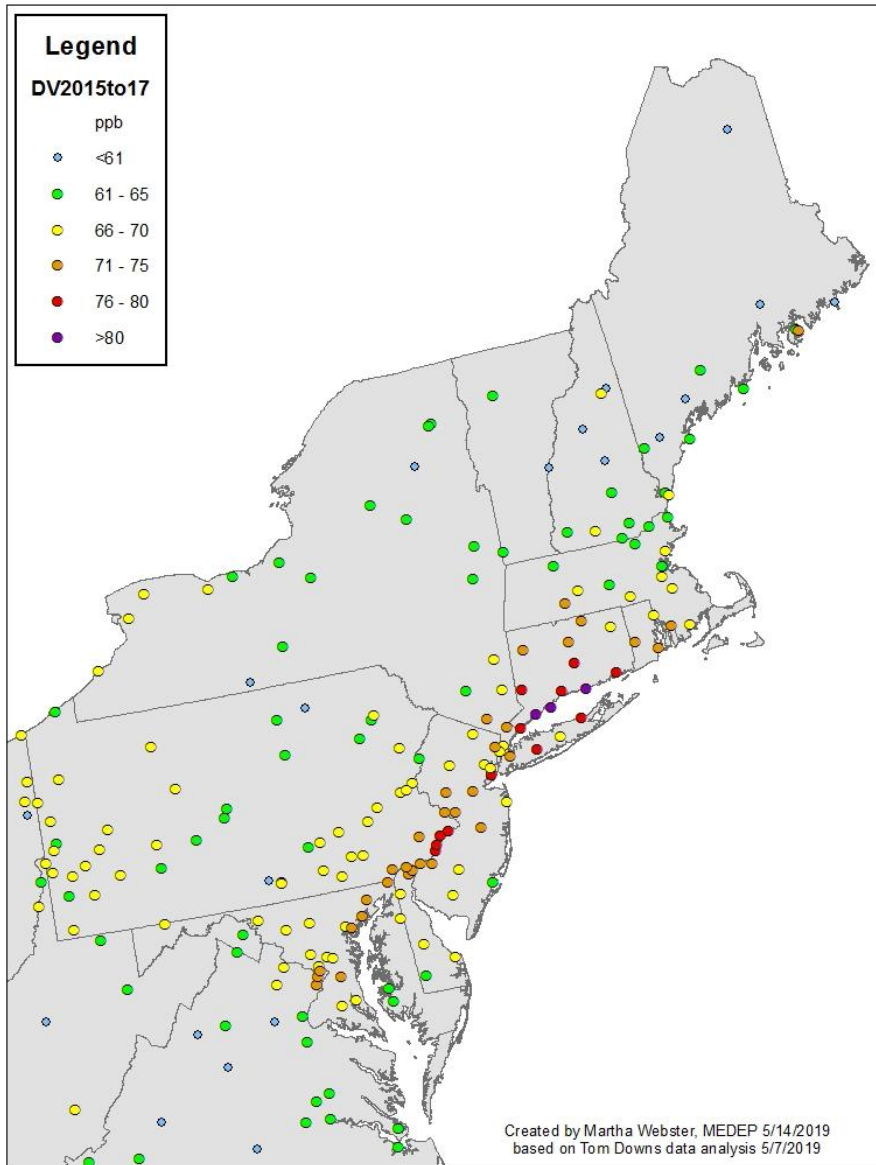 Legend
DV2015to17
ppb
<61
61 - 65
66 - 70
71 - 75
76 - 80
>80
Created by Martha Webster, MEDEP 5/14/2019
based on Tom Downs data analysis 5/7/2019